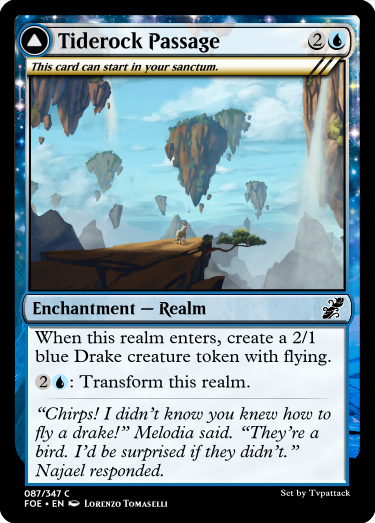 Tiderock Passage 2
This card can start in your sanctum.
Enchantment — Realm
When this realm enters, create a 2/1
blue Drake creature token with flying.
2: Transform this realm.
“Chirps! I didn’t know you knew how to
fly a drake!” Melodia said. “They’re a
bird. I’d be surprised if they didn’t.”
Najael responded.
087/347 C
FOE • EN Lorenzo Tomaselli
Set by Tvpattack